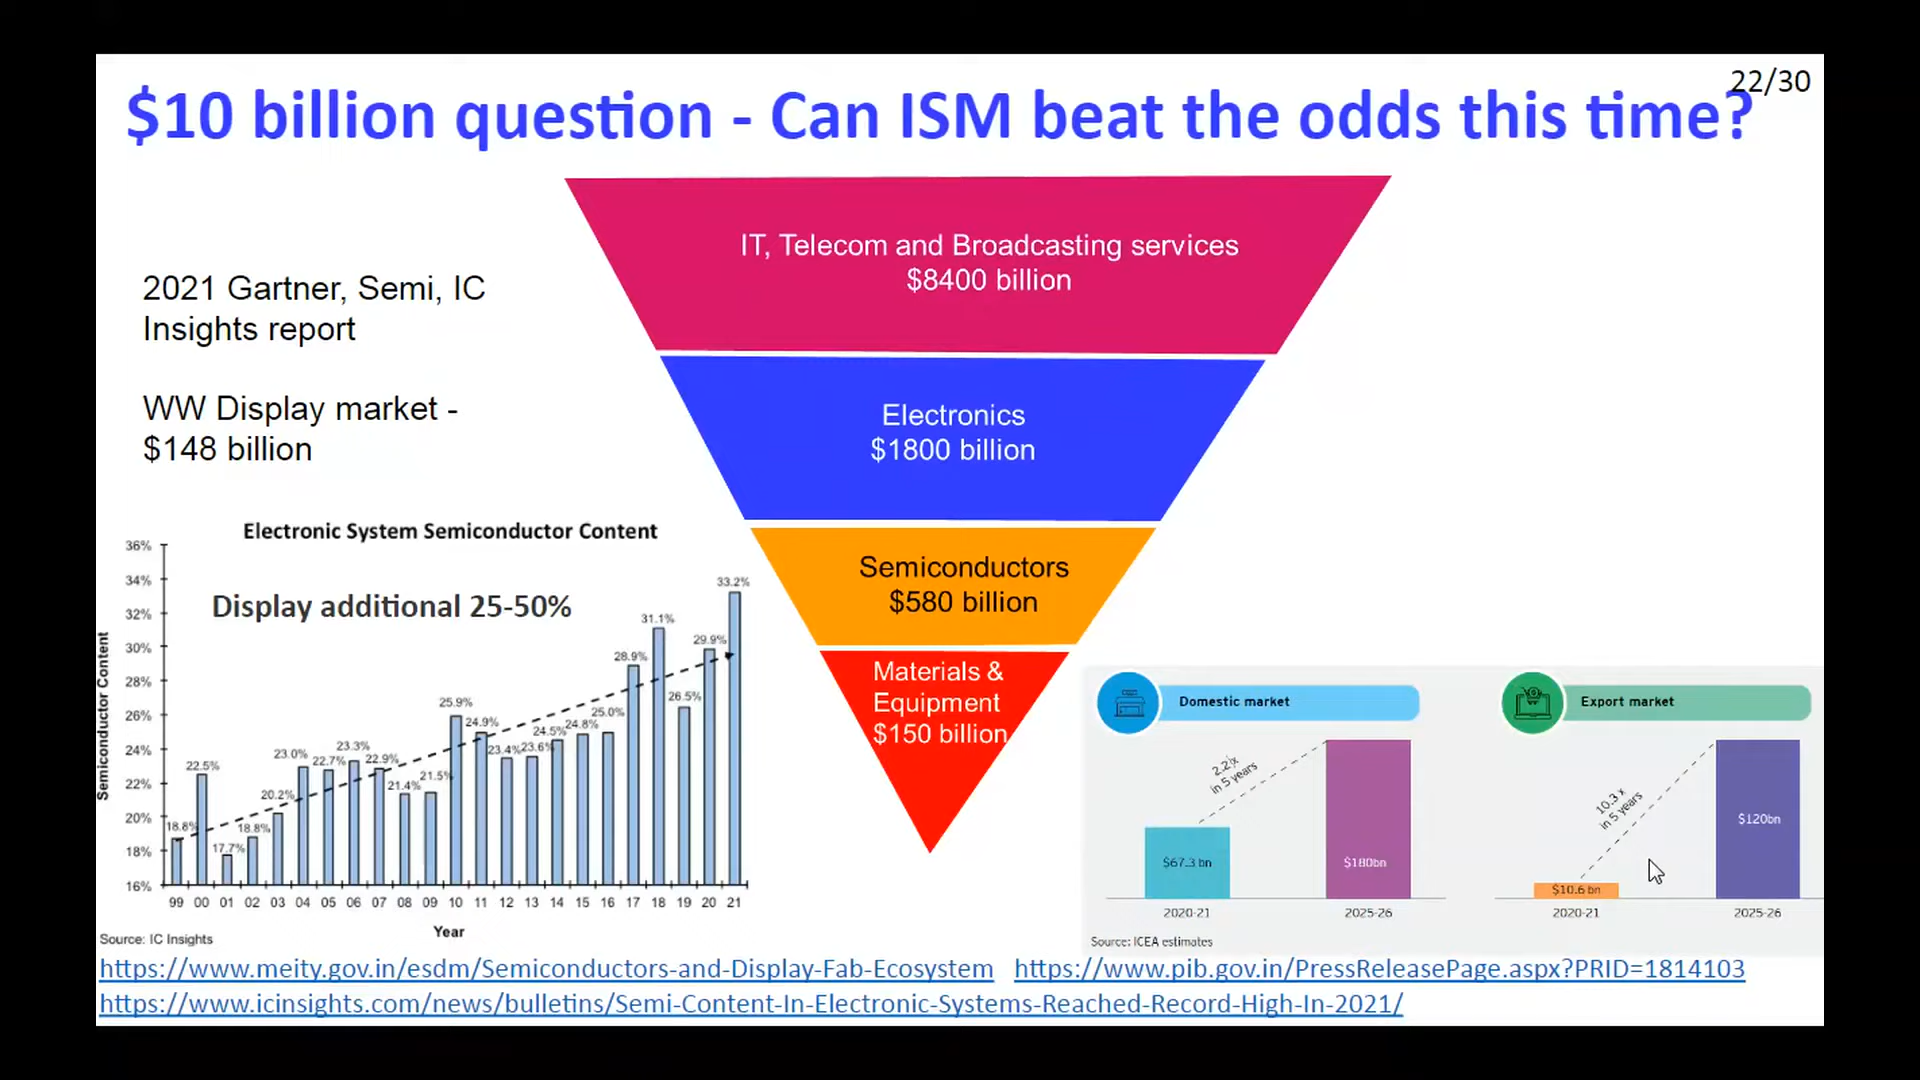 22/30
$10 billion question - Can ISM beat the odds this time?
IT, Telecom and Broadcasting services
$8400 billion
2021 Gartner, Semi, IC
Insights report
WW Display market -
$148 billion
Electronics
$1800 billion
Semiconductors
$580 billion
Materials &
Equipment
$150 billion
Electronic System Semiconductor Content
Display additional 25-50%
Semiconductor Content
36%
34%
32%
30%
28%
26%
24%
22%
20%
18%
16%
18.8%
22.5%
17.7%
18.8%
20.2%
23.0%
22.7%
23.3%
22.9%
21.4%
21.5%
25.9%
24.9%
23.4%
23.6%
24.5%
24.8%
25.0%
28.9%
31.1%
26.5%
29.9%
33.2%
99 00 01 02 03 04 05 06 07 08 09 10 11 12 13 14 15 16 17 18 19 20 21
Year
Source: IC Insights
Domestic market
in 5 years
$67.3 bn
$180bn
2020-21
2025-26
Export market
10.3 x
in 5 years
$10.6 bn
$120bn
2020-21
2025-26
Source: ICEA estimates
https://www.meity.gov.in/esdm/Semiconductors-and-Display-Fab-Ecosystem https://www.pib.gov.in/PressReleasePage.aspx?PRID=1814103
https://www.icinsights.com/news/bulletins/Semi-Content-In-Electronic-Systems-Reached-Record-High-In-2021/